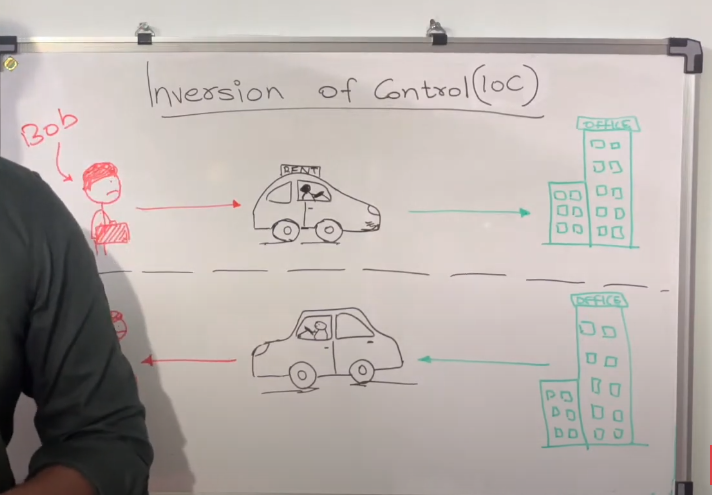 Inversion of Control (IOC)
Bob
OFFICE
RENT
OFFICE